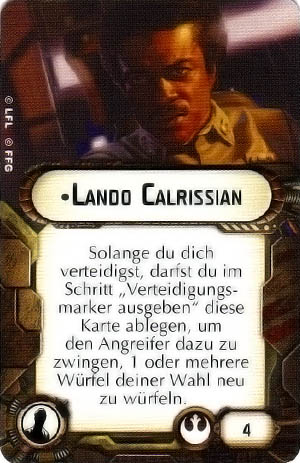 © LFL © FFG
•Lando Calrissian
Solange du dich
verteidigst, darfst du im
Schritt „Verteidigungs-
marker ausgeben“ diese
Karte ablegen, um
den Angreifer dazu zu
zwingen, 1 oder mehrere
Würfel deiner Wahl neu
zu würfeln.
4